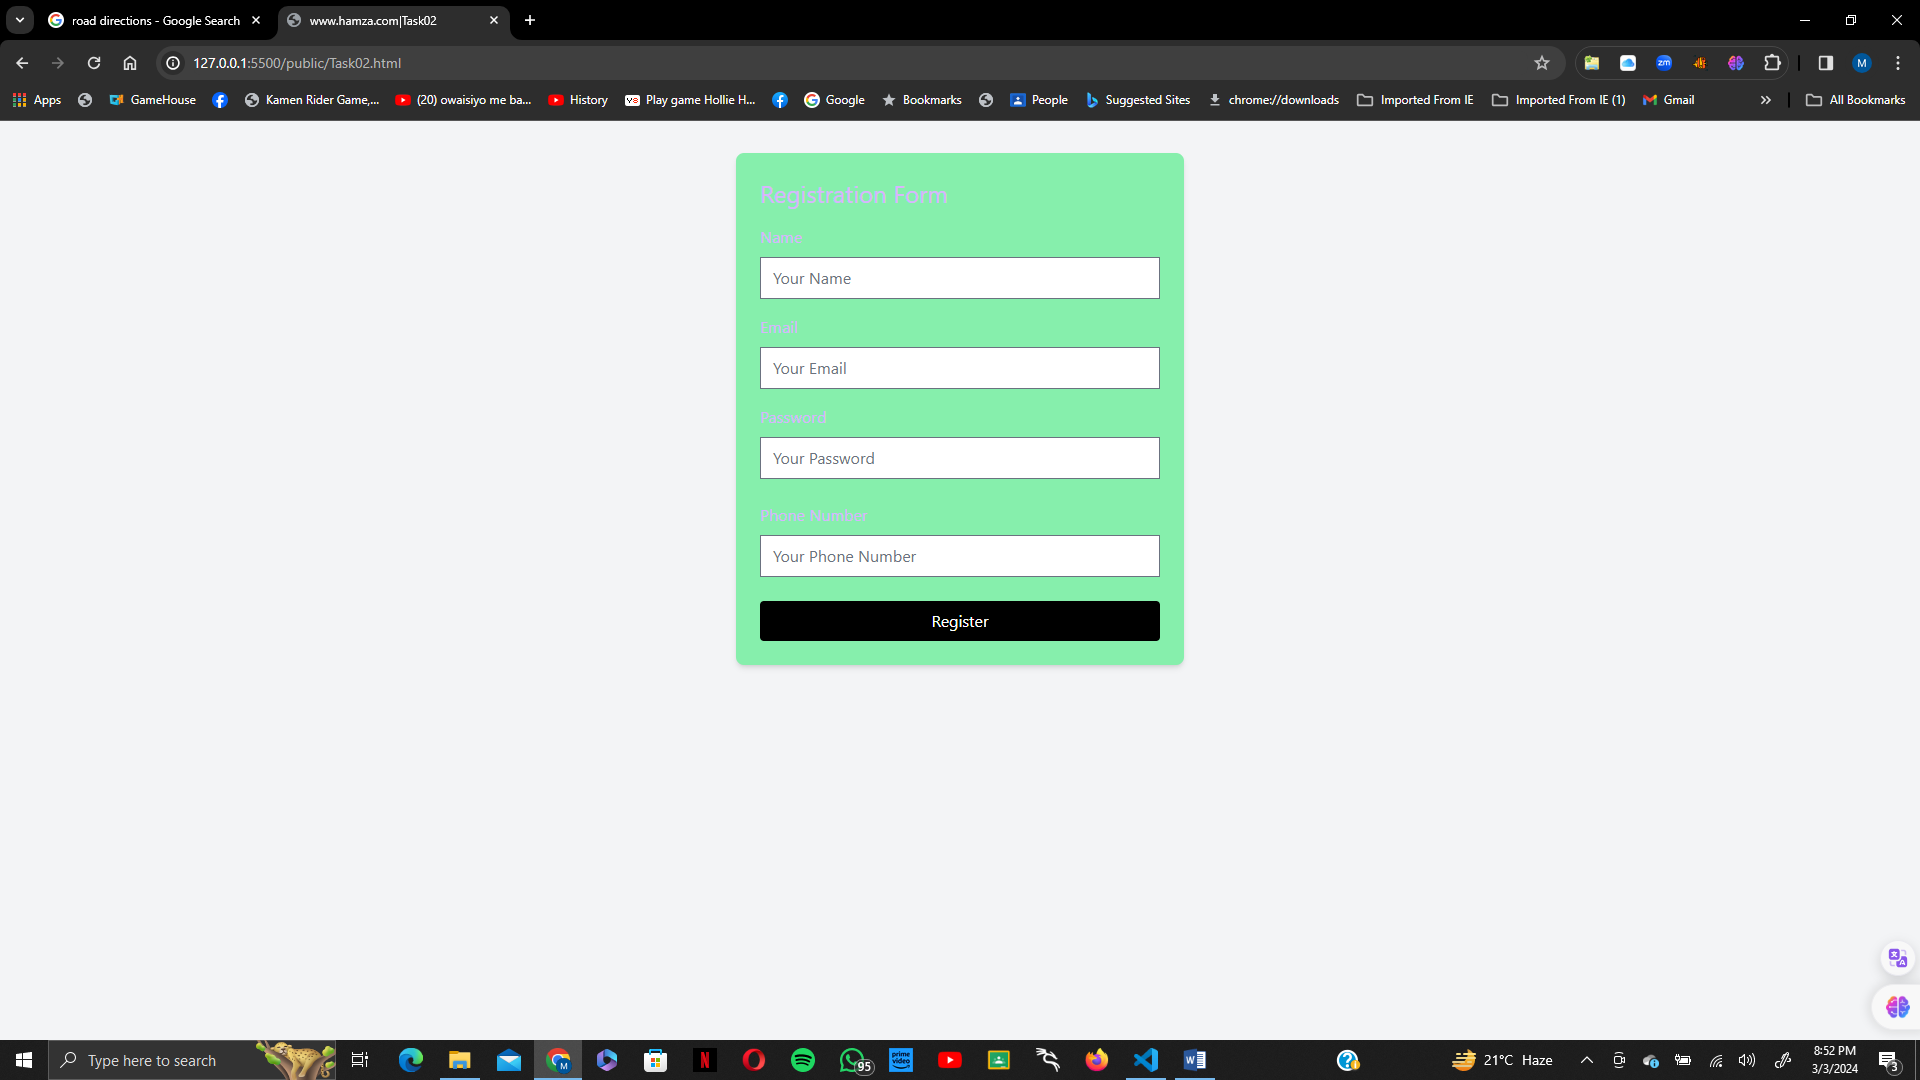 road directions - Google Search
www.hamza.com|Task02
127.0.0.1:5500/public/Task02.html
Apps GameHouse Kamen Rider Game,... (20) owaisiyo me ba... History Play game Hollie H... Google Bookmarks People Suggested Sites chrome://downloads Imported From IE Imported From IE (1) Gmail All Bookmarks
Registration Form
Name
Your Name
Email
Your Email
Password
Your Password
Phone Number
Your Phone Number
Register
Type here to search
95
prime video
21°C Haze
8:52 PM
3/3/2024
3